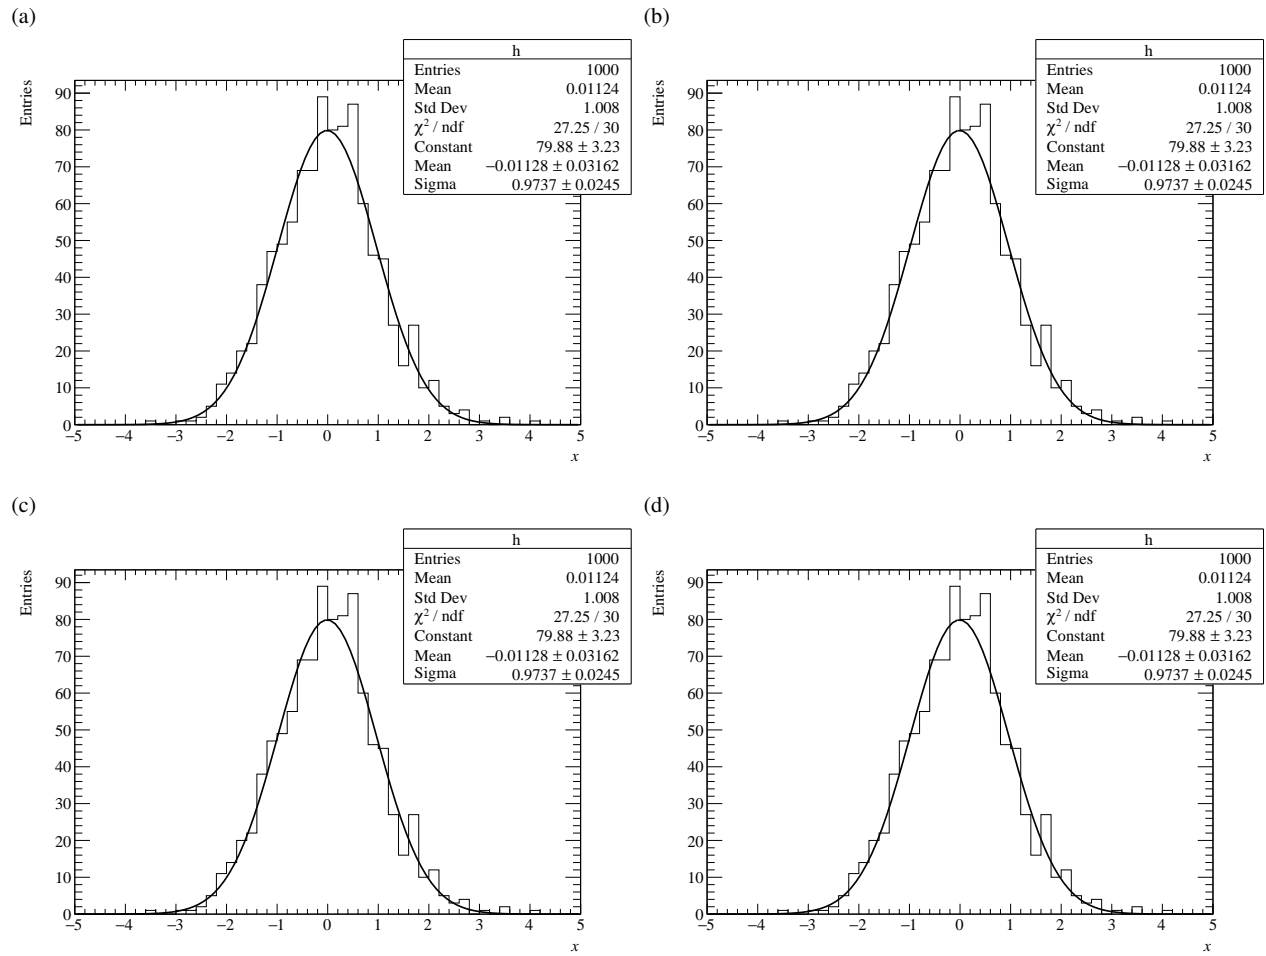 (a)
h
Entries 1000
Mean 0.01124
Std Dev 1.008
χ² / ndf 27.25 / 30
Constant 79.88 ± 3.23
Mean −0.01128 ± 0.03162
Sigma 0.9737 ± 0.0245
Entries
90
80
70
60
50
40
30
20
10
0
−5 −4 −3 −2 −1 0 1 2 3 4 5
x
(b)
h
Entries 1000
Mean 0.01124
Std Dev 1.008
χ² / ndf 27.25 / 30
Constant 79.88 ± 3.23
Mean −0.01128 ± 0.03162
Sigma 0.9737 ± 0.0245
Entries
90
80
70
60
50
40
30
20
10
0
−5 −4 −3 −2 −1 0 1 2 3 4 5
x
(c)
h
Entries 1000
Mean 0.01124
Std Dev 1.008
χ² / ndf 27.25 / 30
Constant 79.88 ± 3.23
Mean −0.01128 ± 0.03162
Sigma 0.9737 ± 0.0245
Entries
90
80
70
60
50
40
30
20
10
0
−5 −4 −3 −2 −1 0 1 2 3 4 5
x
(d)
h
Entries 1000
Mean 0.01124
Std Dev 1.008
χ² / ndf 27.25 / 30
Constant 79.88 ± 3.23
Mean −0.01128 ± 0.03162
Sigma 0.9737 ± 0.0245
Entries
90
80
70
60
50
40
30
20
10
0
−5 −4 −3 −2 −1 0 1 2 3 4 5
x